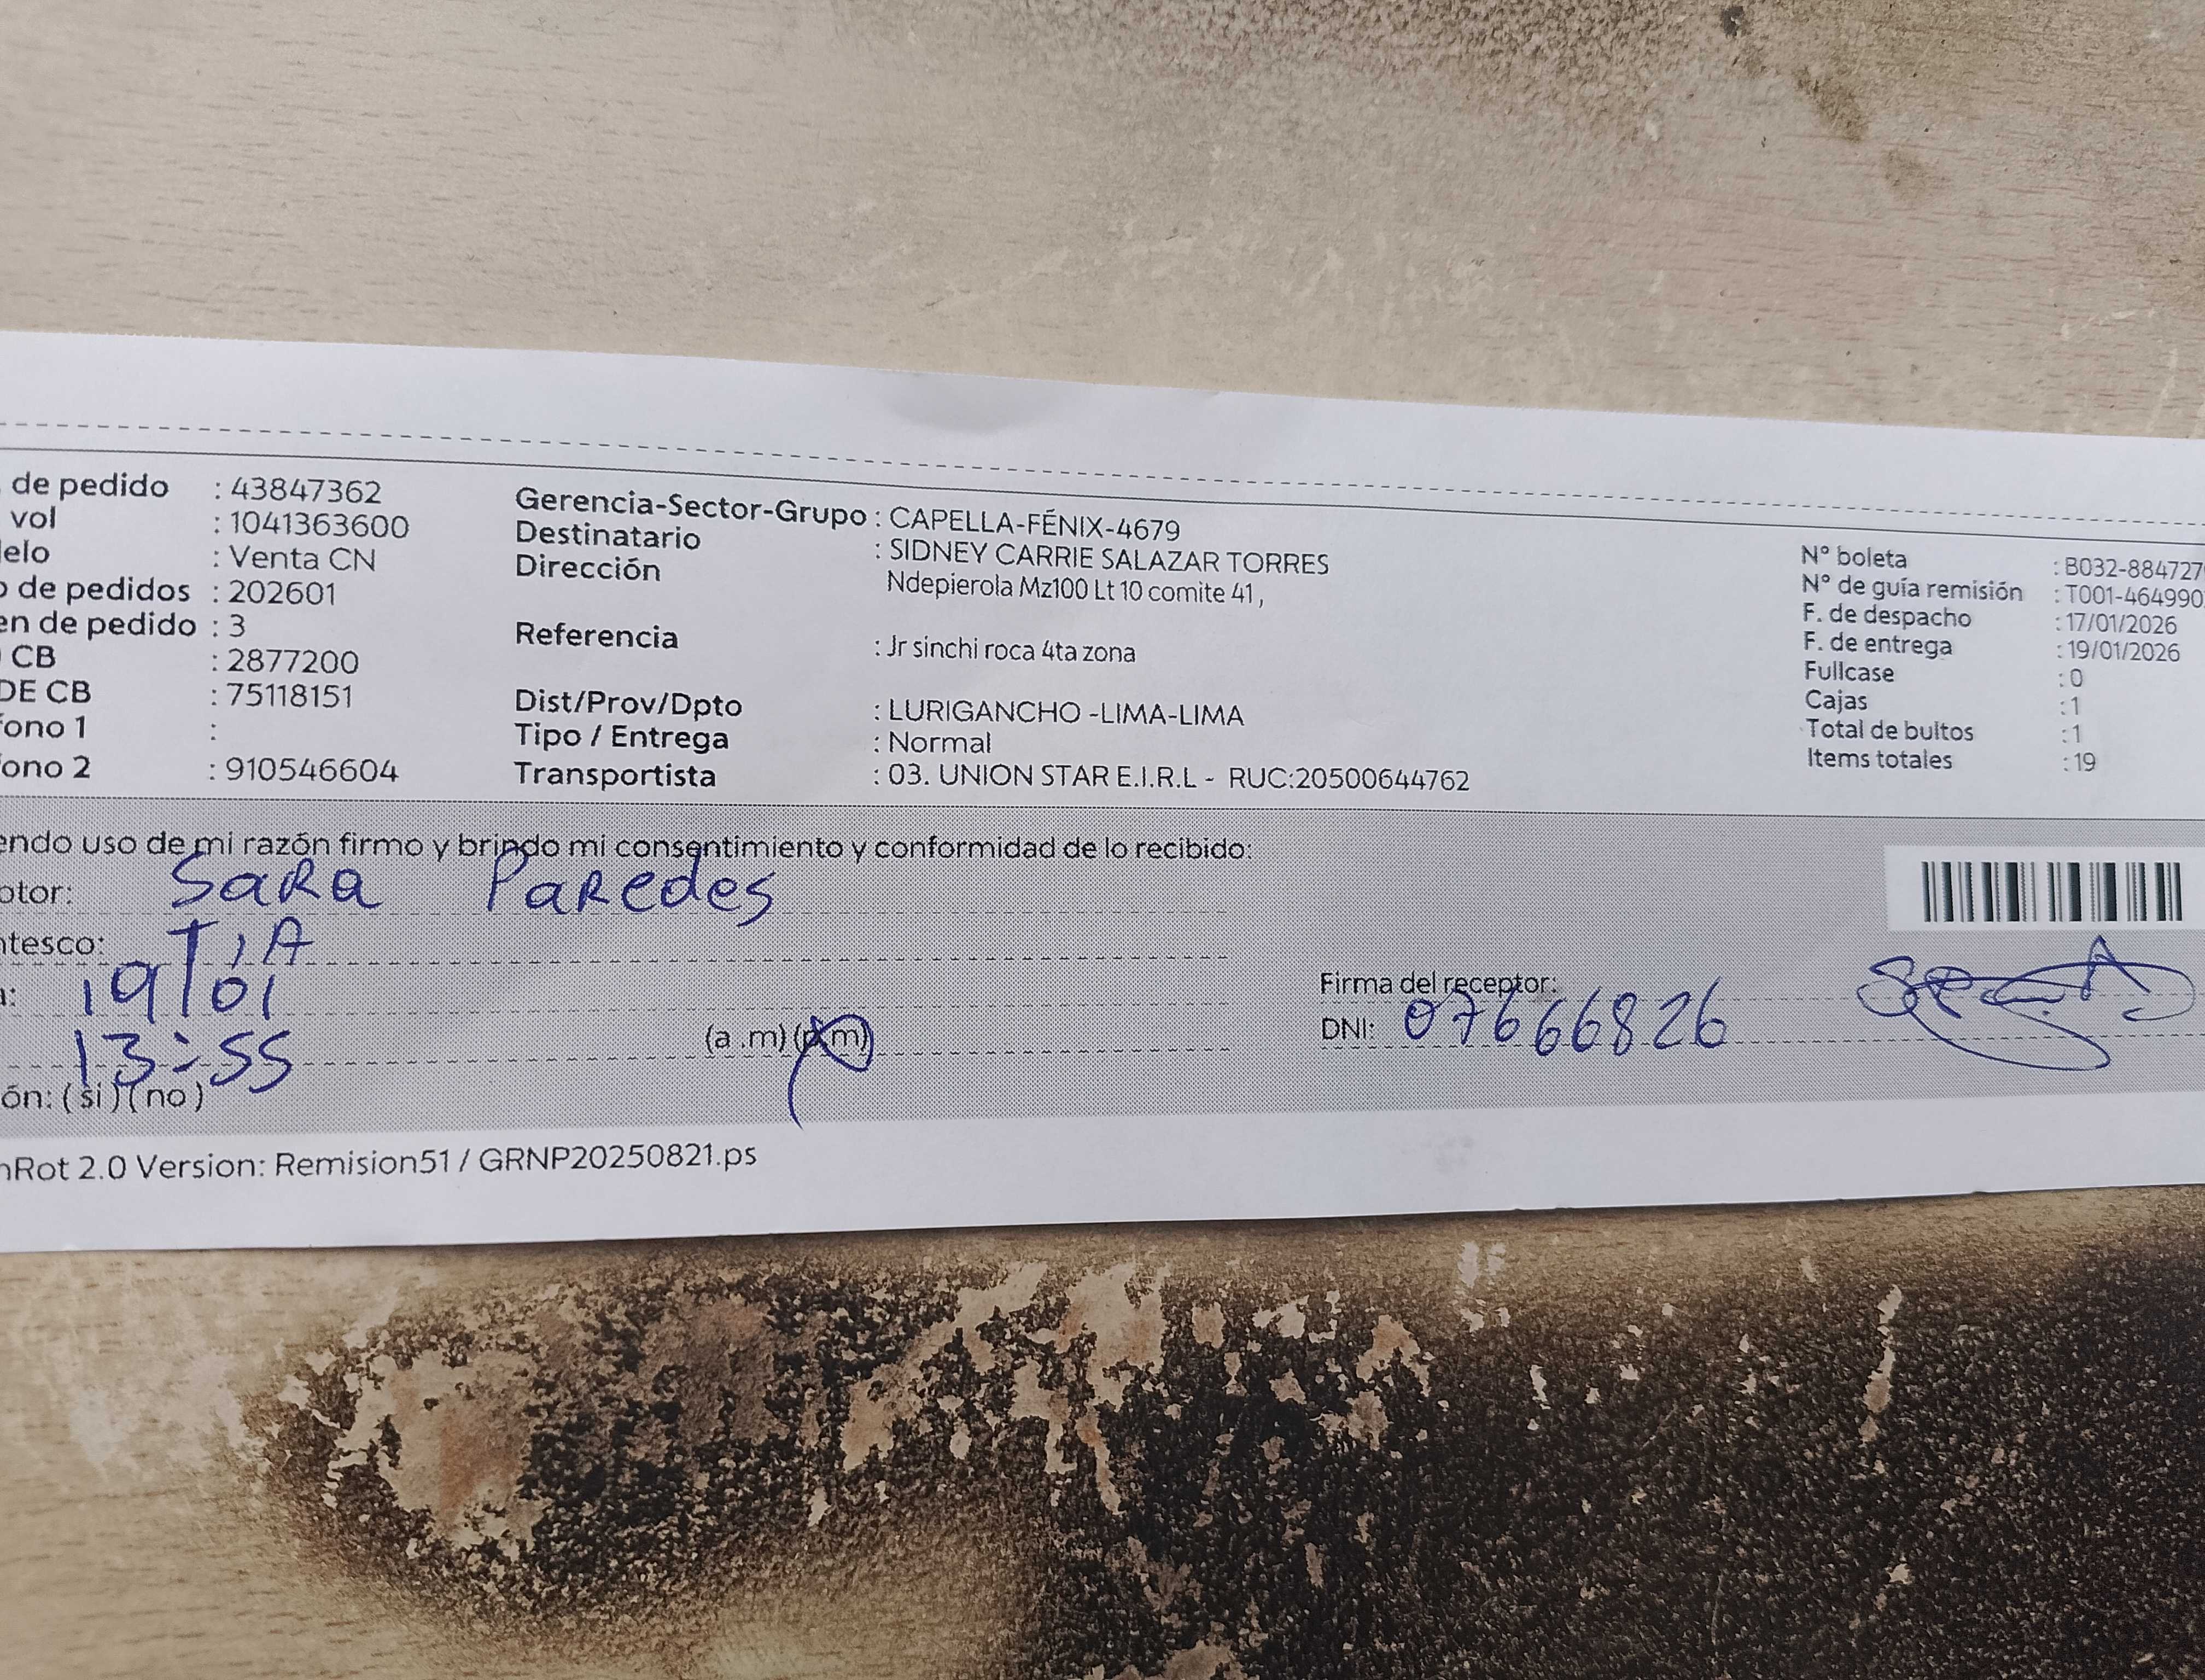 de pedido : 43847362
vol : 1041363600
elo : Venta CN
de pedidos : 202601
en de pedido : 3
CB : 2877200
DE CB : 75118151
fono 1 :
ono 2 : 910546604
Gerencia-Sector-Grupo : CAPELLA-FÉNIX-4679
Destinatario : SIDNEY CARRIE SALAZAR TORRES
Dirección Ndepierola Mz100 Lt 10 comite 41 ,
Referencia : Jr sinchi roca 4ta zona
Dist/Prov/Dpto : LURIGANCHO -LIMA-LIMA
Tipo / Entrega : Normal
Transportista : 03. UNION STAR E.I.R.L - RUC:20500644762
N° boleta : B032-884727
N° de guía remisión : T001-464990
F. de despacho : 17/01/2026
F. de entrega : 19/01/2026
Fullcase : 0
Cajas : 1
Total de bultos : 1
Items totales : 19
endo uso de mi razón firmo y brindo mi consentimiento y conformidad de lo recibido:
ptor: Sara Paredes
ntesco: TIA
a: 19/01
13:55 (a .m) (p.m)
ón: ( si ) ( no )
Firma del receptor:
DNI: 07666826
nRot 2.0 Version: Remision51 / GRNP20250821.ps